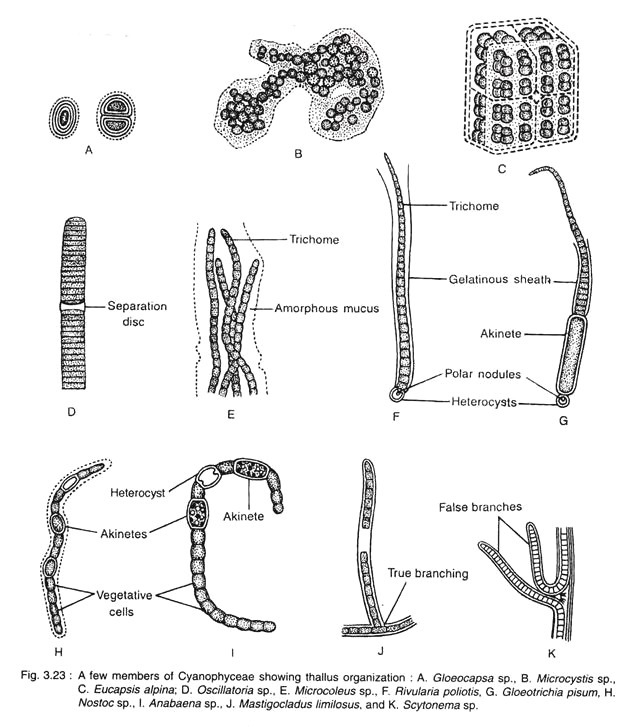 A
B
C
Trichome
Trichome
Gelatinous sheath
Separation
disc
Amorphous mucus
Akinete
Polar nodules
Heterocysts
D
E
F
G
Heterocyst
Akinete
False branches
Akinetes
Vegetative
cells
True branching
H
I
J
K
Fig. 3.23 : A few members of Cyanophyceae showing thallus organization : A. Gloeocapsa sp., B. Microcystis sp.,
C. Eucapsis alpina; D. Oscillatoria sp., E. Microcoleus sp., F. Rivularia poliotis, G. Gloeotrichia pisum, H.
Nostoc sp., I. Anabaena sp., J. Mastigocladus limilosus, and K. Scytonema sp.